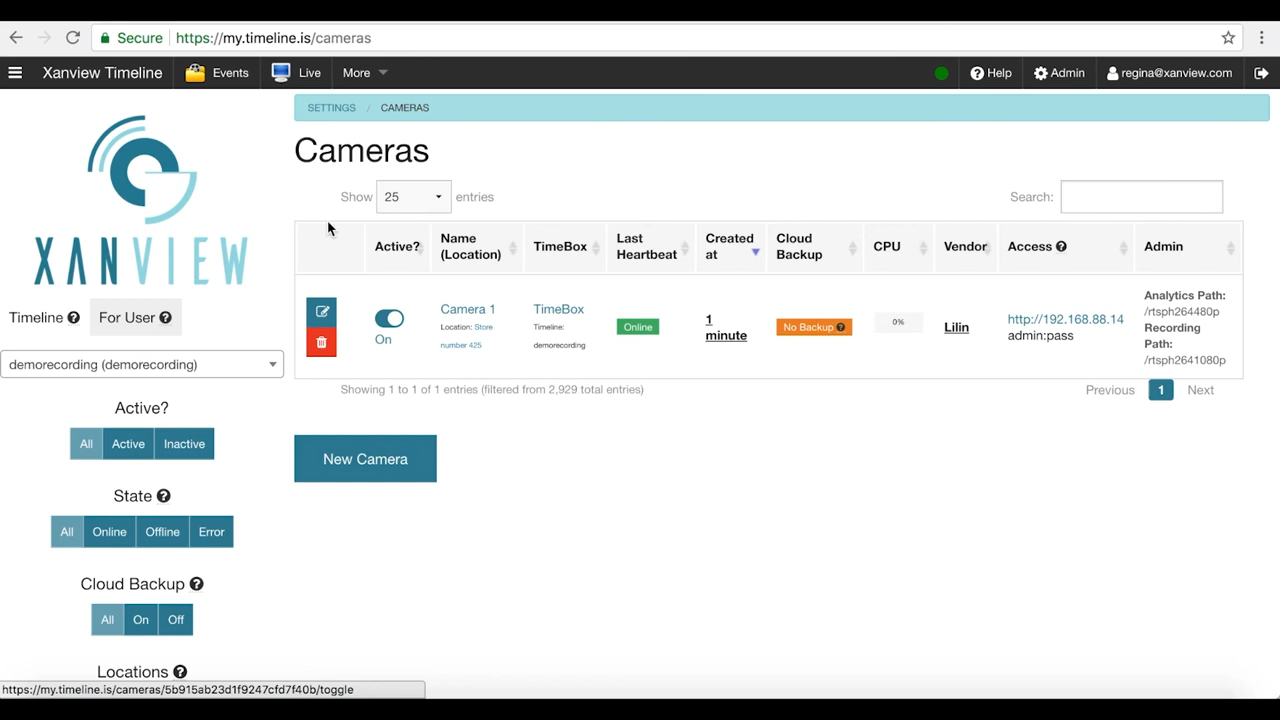 Secure https://my.timeline.is/cameras
Xanview Timeline Events Live More Help Admin regina@xanview.com
SETTINGS / CAMERAS
XANVIEW
Timeline For User
demorecording (demorecording)
Active?
All Active Inactive
State
All Online Offline Error
Cloud Backup
All On Off
Locations
Cameras
Show 25 entries Search:
Active? Name (Location) TimeBox Last Heartbeat Created at Cloud Backup CPU Vendor Access Admin
On
Camera 1
Location: Store
number 425
TimeBox
Timeline:
demorecording
Online
1
minute
No Backup
0%
Lilin
http://192.168.88.14
admin:pass
Analytics Path:
/rtsph264480p
Recording
Path:
/rtsph2641080p
Showing 1 to 1 of 1 entries (filtered from 2,929 total entries) Previous 1 Next
New Camera
https://my.timeline.is/cameras/5b915ab23d1f9247cfd7f40b/toggle